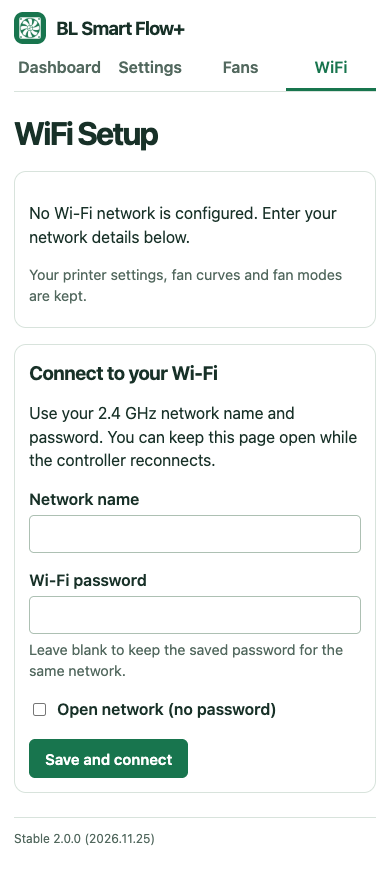 BL Smart Flow+
Dashboard Settings Fans WiFi
WiFi Setup
No Wi-Fi network is configured. Enter your
network details below.
Your printer settings, fan curves and fan modes
are kept.
Connect to your Wi-Fi
Use your 2.4 GHz network name and
password. You can keep this page open while
the controller reconnects.
Network name
Wi-Fi password
Leave blank to keep the saved password for the
same network.
Open network (no password)
Save and connect
Stable 2.0.0 (2026.11.25)